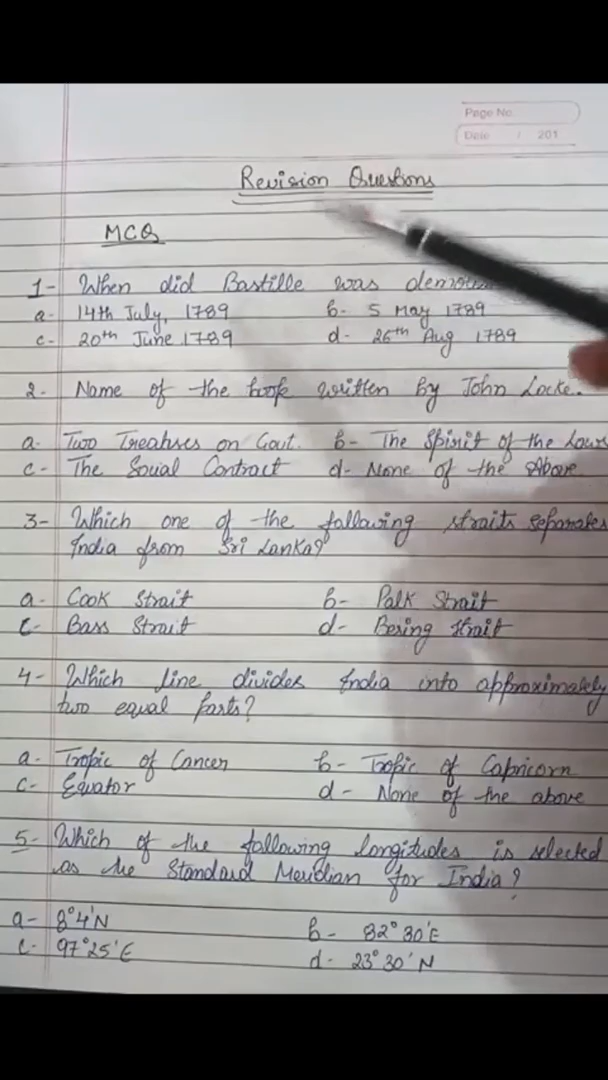 Page No.
Date / 201
Revision Questions
MCQ
1- When did Bastille was
a- 14th July, 1789 b- 5 May 1789
c- 20th June 1789 d- 26th Aug 1789
2. Name of the book written by John Locke.
a. Two Treatises on Govt. b- The Spirit of the Laws
c- The Social Contract d- None of the Above
3- Which one of the following straits separates
India from Sri Lanka?
a- Cook Strait b- Palk Strait
c- Bass Strait d- Bering Strait
4- Which line divides India into approximately
two equal parts?
a- Tropic of Cancer b- Tropic of Capricorn
c- Equator d- None of the above
5- Which of the following longitudes is selected
as the Standard Meridian for India?
a- 8°4'N b- 82°30'E
c- 97°25'E d- 23°30'N